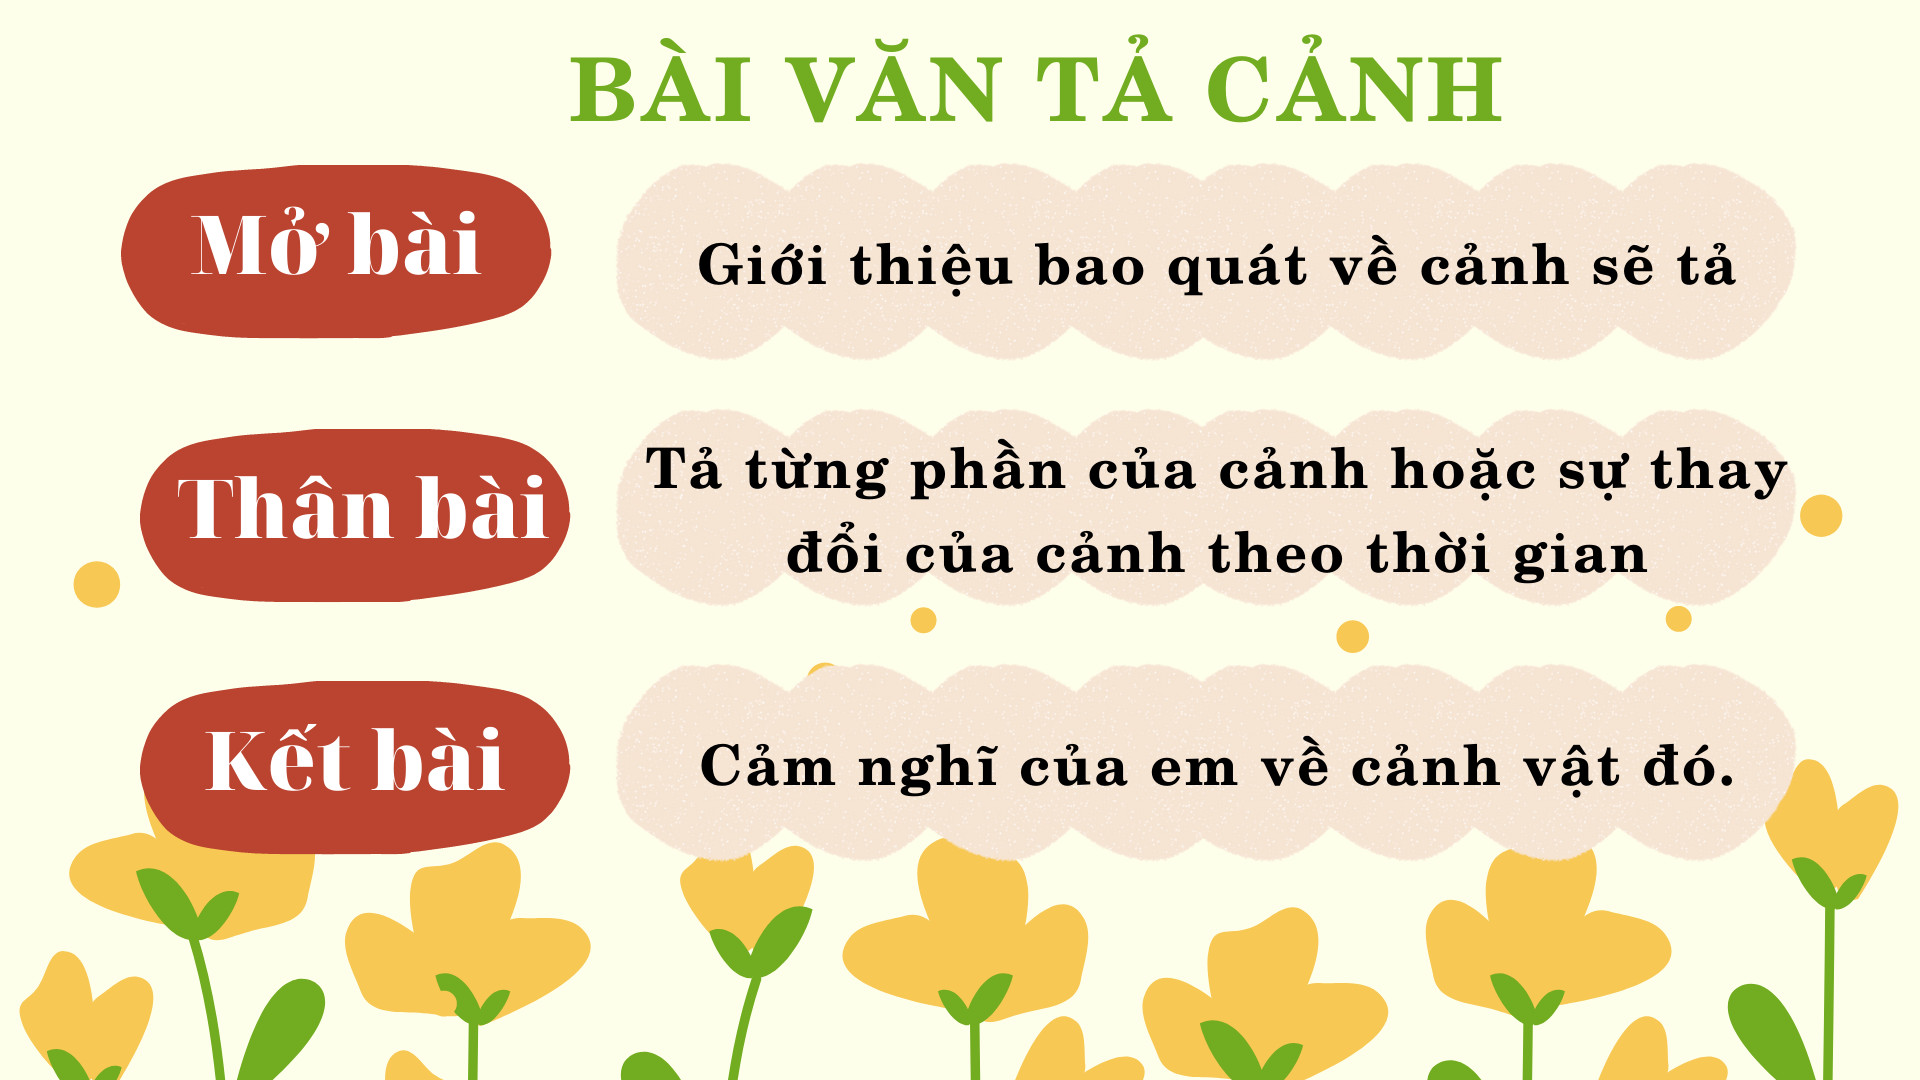 BÀI VĂN TẢ CẢNH
Mở bài
Giới thiệu bao quát về cảnh sẽ tả
Thân bài
Tả từng phần của cảnh hoặc sự thay
đổi của cảnh theo thời gian
Kết bài
Cảm nghĩ của em về cảnh vật đó.